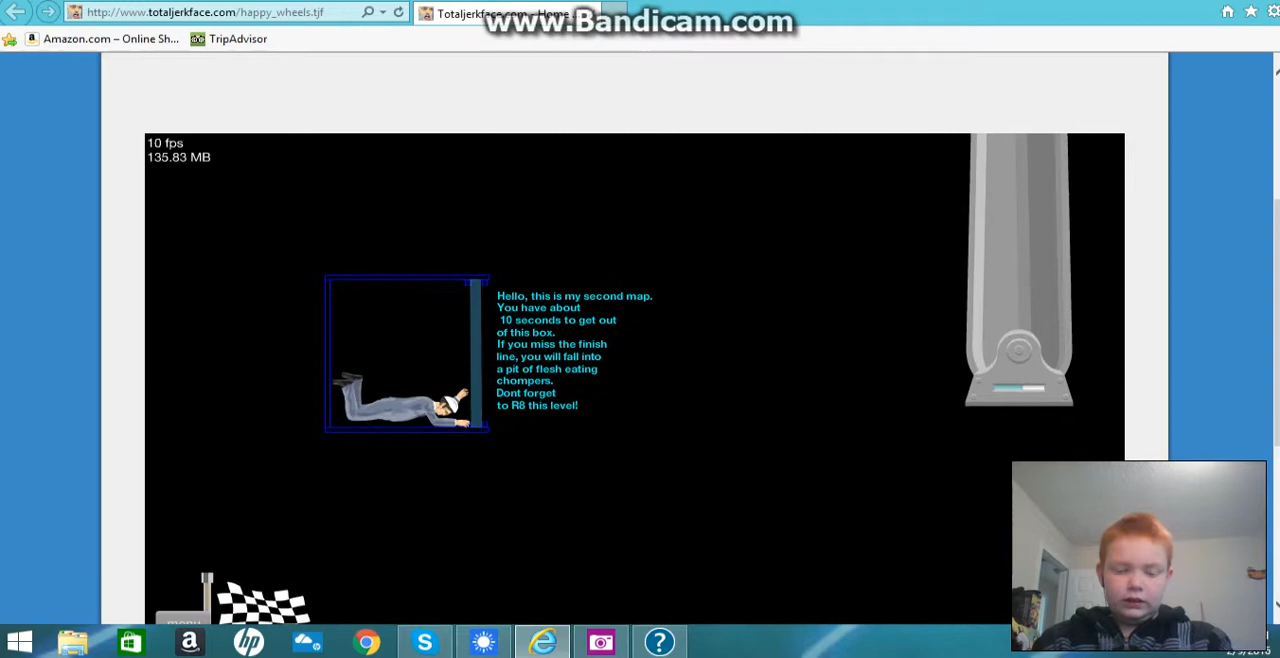 http://www.totaljerkface.com/happy_wheels.tjf
Totaljerkface.com - Home
www.Bandicam.com
Amazon.com – Online Sh...
TripAdvisor
10 fps
135.83 MB
Hello, this is my second map.
You have about
10 seconds to get out
of this box.
If you miss the finish
line, you will fall into
a pit of flesh eating
chompers.
Dont forget
to R8 this level!
menu